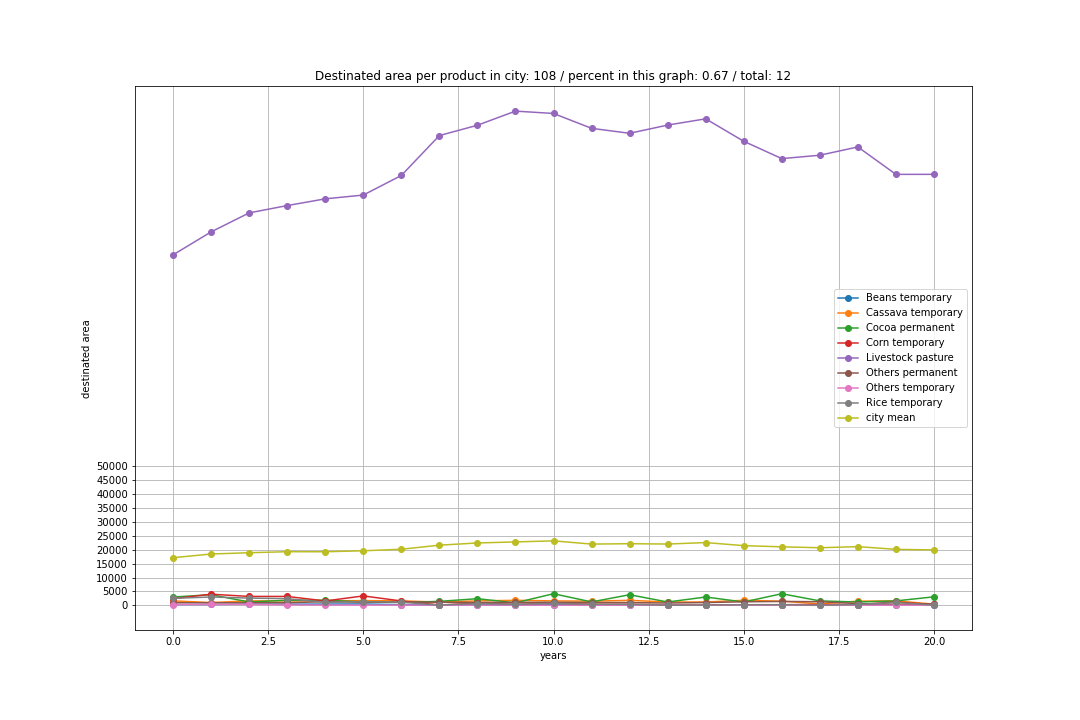 Destinated area per product in city: 108 / percent in this graph: 0.67 / total: 12
destinated area
50000
45000
40000
35000
30000
25000
20000
15000
10000
5000
0
Beans temporary
Cassava temporary
Cocoa permanent
Corn temporary
Livestock pasture
Others permanent
Others temporary
Rice temporary
city mean
0.0 2.5 5.0 7.5 10.0 12.5 15.0 17.5 20.0
years